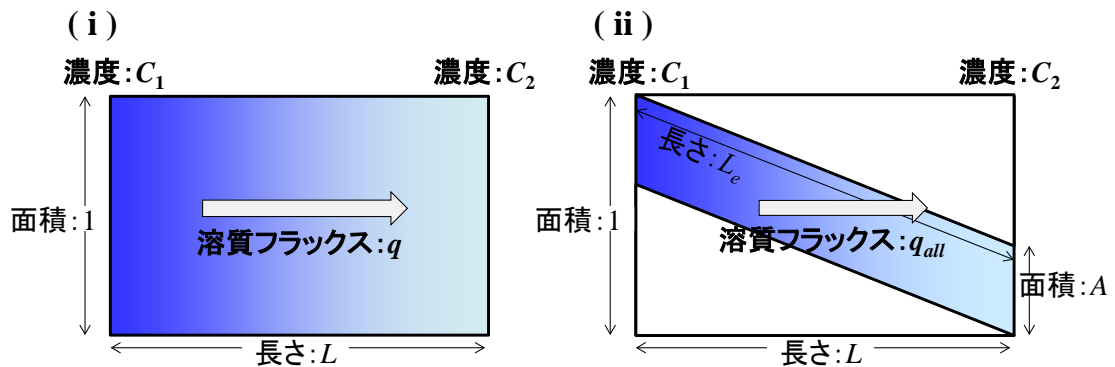 ( i )
濃度：C1
濃度：C2
面積：1
溶質フラックス：q
長さ：L
( ii )
濃度：C1
濃度：C2
長さ：Le
面積：1
溶質フラックス：qall
面積：A
長さ：L